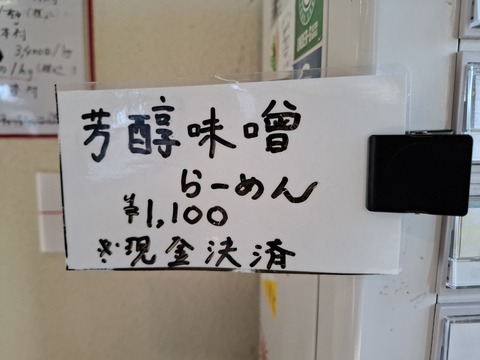 芳醇味噌
らーめん
¥1,100
※現金決済